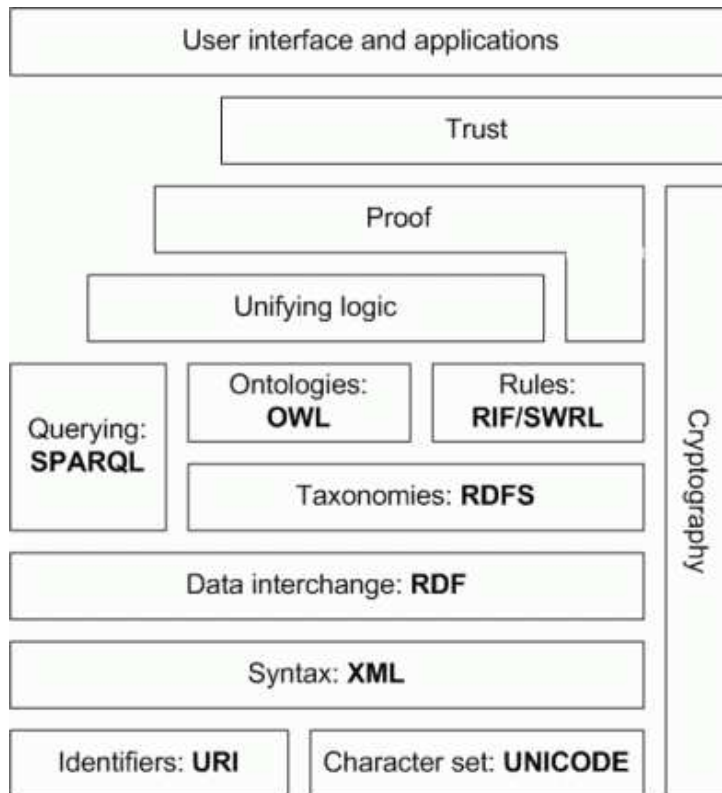 User interface and applications
Trust
Proof
Unifying logic
Querying:
SPARQL
Ontologies:
OWL
Rules:
RIF/SWRL
Taxonomies: RDFS
Cryptography
Data interchange: RDF
Syntax: XML
Identifiers: URI
Character set: UNICODE